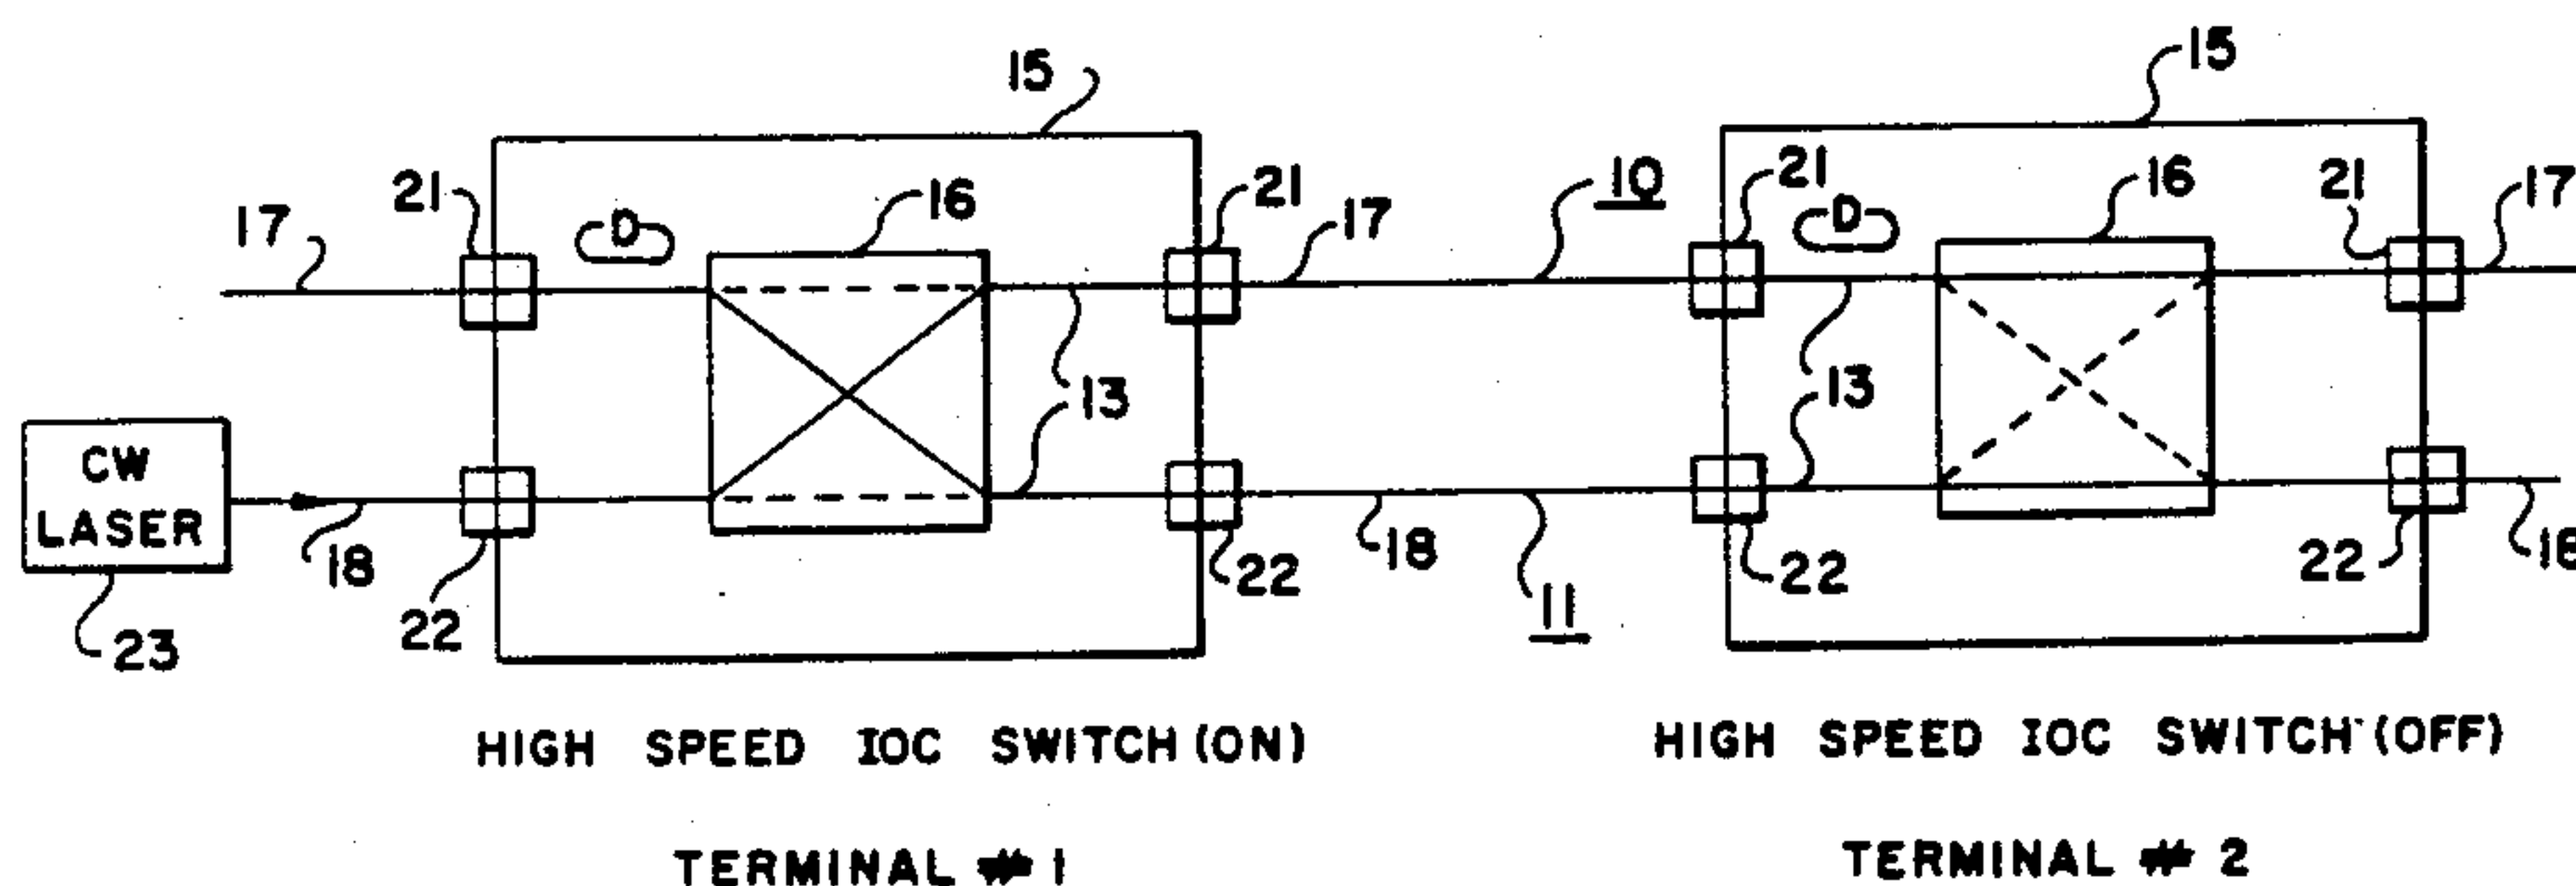 15
15
21
D
16
21
17
10
21
D
16
21
17
17
13
13
CW
LASER
18
22
23
22
18
11
22
22
18
HIGH SPEED IOC SWITCH (ON)
HIGH SPEED IOC SWITCH (OFF)
TERMINAL # 1
TERMINAL # 2